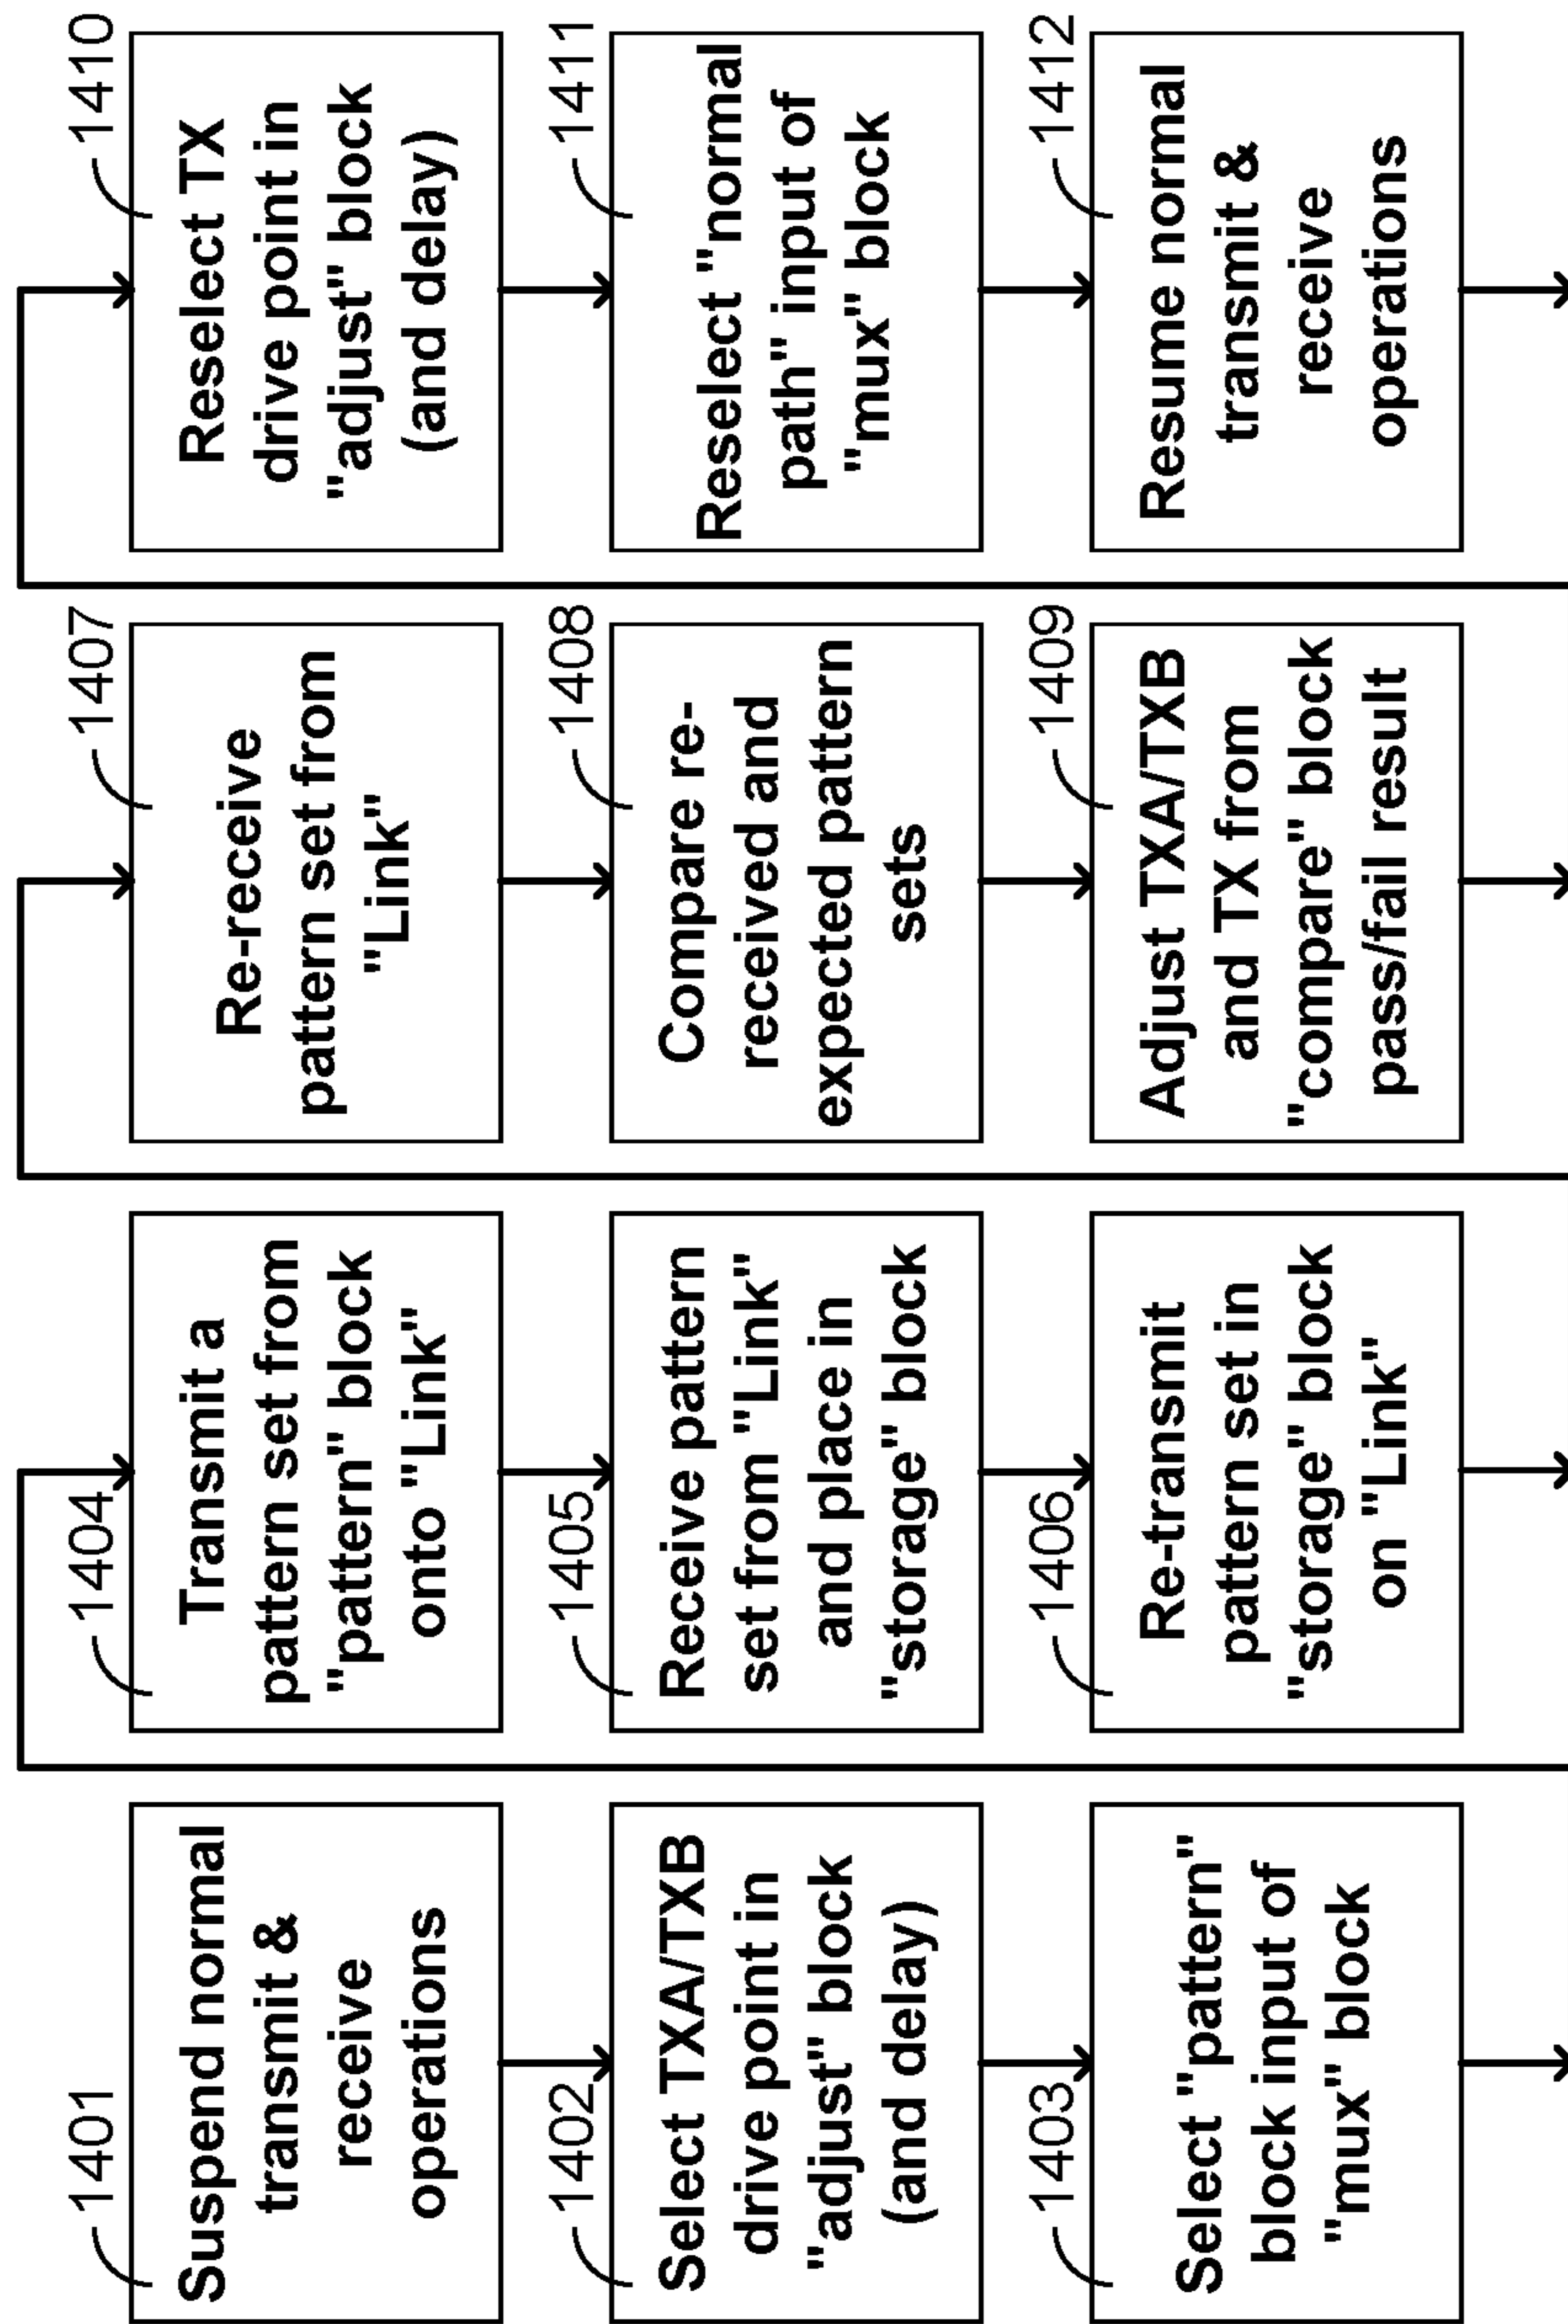 1401
Suspend normal
transmit &
receive
operations
1402
Select TXA/TXB
drive point in
"adjust" block
(and delay)
1403
Select "pattern"
block input of
"mux" block
1404
Transmit a
pattern set from
"pattern" block
onto "Link"
1405
Receive pattern
set from "Link"
and place in
"storage" block
1406
Re-transmit
pattern set in
"storage" block
on "Link"
1407
Re-receive
pattern set from
"Link"
1408
Compare re-
received and
expected pattern
sets
1409
Adjust TXA/TXB
and TX from
"compare" block
pass/fail result
1410
Reselect TX
drive point in
"adjust" block
(and delay)
1411
Reselect "normal
path" input of
"mux" block
1412
Resume normal
transmit &
receive
operations